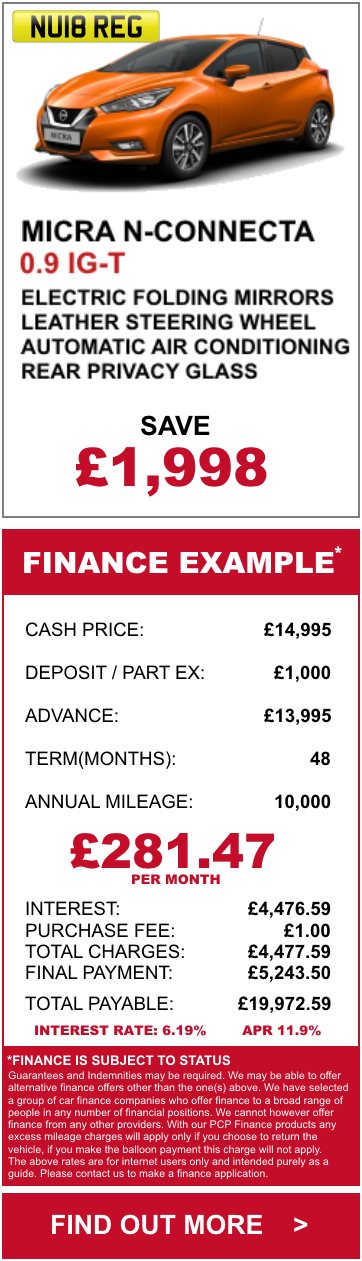 NU18 REG
MICRA
MICRA N-CONNECTA
0.9 IG-T
ELECTRIC FOLDING MIRRORS
LEATHER STEERING WHEEL
AUTOMATIC AIR CONDITIONING
REAR PRIVACY GLASS
SAVE
£1,998
FINANCE EXAMPLE*
CASH PRICE: £14,995
DEPOSIT / PART EX: £1,000
ADVANCE: £13,995
TERM(MONTHS): 48
ANNUAL MILEAGE: 10,000
£281.47
PER MONTH
INTEREST: £4,476.59
PURCHASE FEE: £1.00
TOTAL CHARGES: £4,477.59
FINAL PAYMENT: £5,243.50
TOTAL PAYABLE: £19,972.59
INTEREST RATE: 6.19% APR 11.9%
*FINANCE IS SUBJECT TO STATUS
Guarantees and Indemnities may be required. We may be able to offer
alternative finance offers other than the one(s) above. We have selected
a group of car finance companies who offer finance to a broad range of
people in any number of financial positions. We cannot however offer
finance from any other providers. With our PCP Finance products any
excess mileage charges will apply only if you choose to return the
vehicle, if you make the balloon payment this charge will not apply.
The above rates are for internet users only and intended purely as a
guide. Please contact us to make a finance application.
FIND OUT MORE >